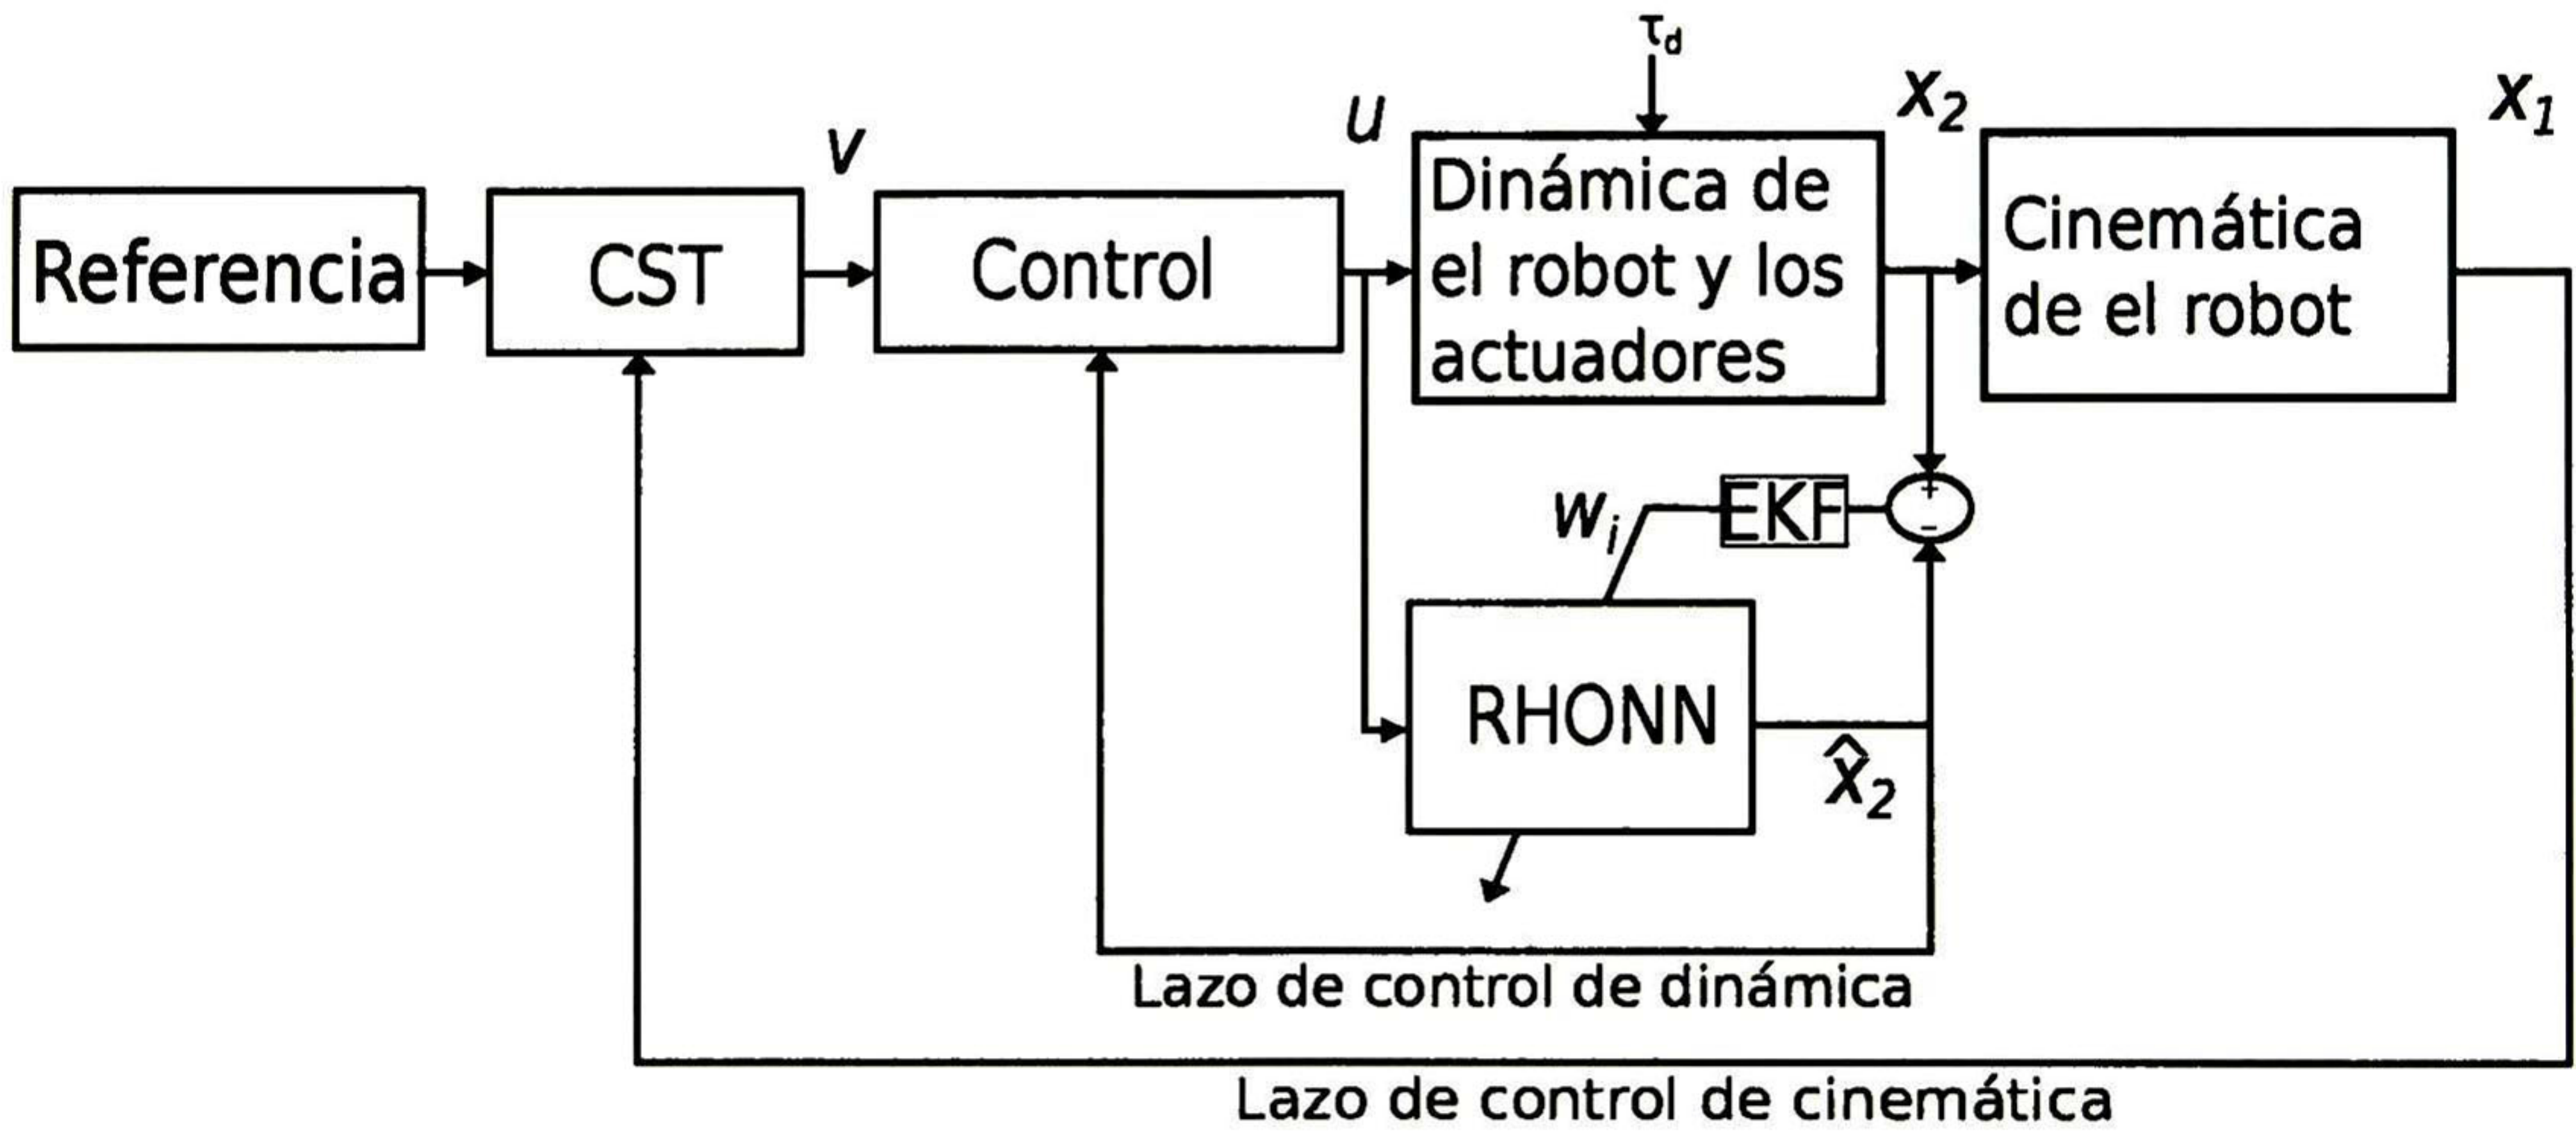 τd
v
u
x2
x1
Referencia
CST
Control
Dinámica de
el robot y los
actuadores
Cinemática
de el robot
wi
EKF
+
−
RHONN
x̂2
Lazo de control de dinámica
Lazo de control de cinemática